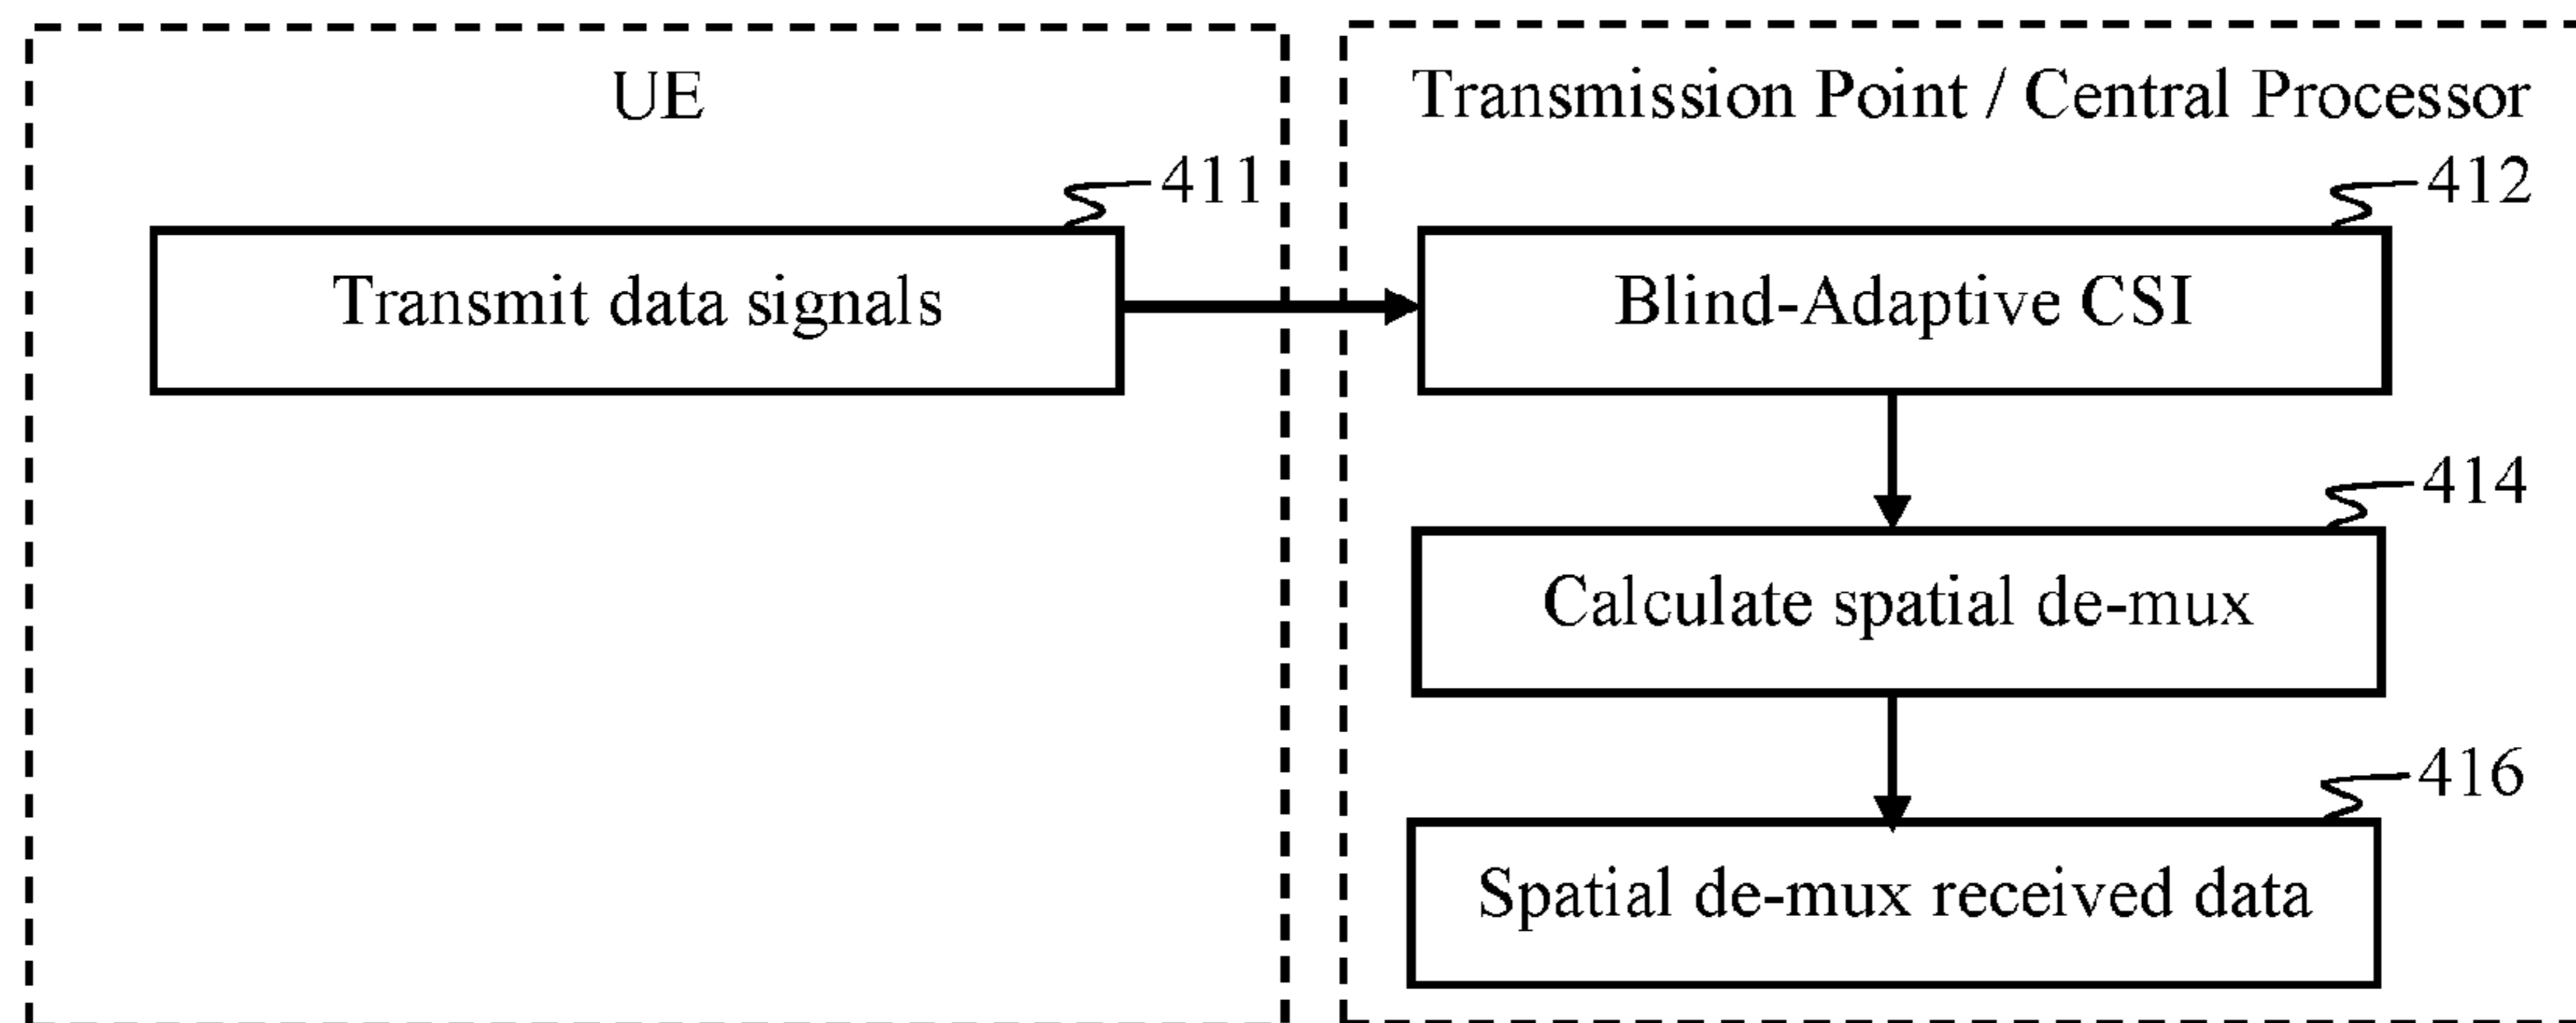 UE
411
Transmit data signals
Transmission Point / Central Processor
412
Blind-Adaptive CSI
414
Calculate spatial de-mux
416
Spatial de-mux received data